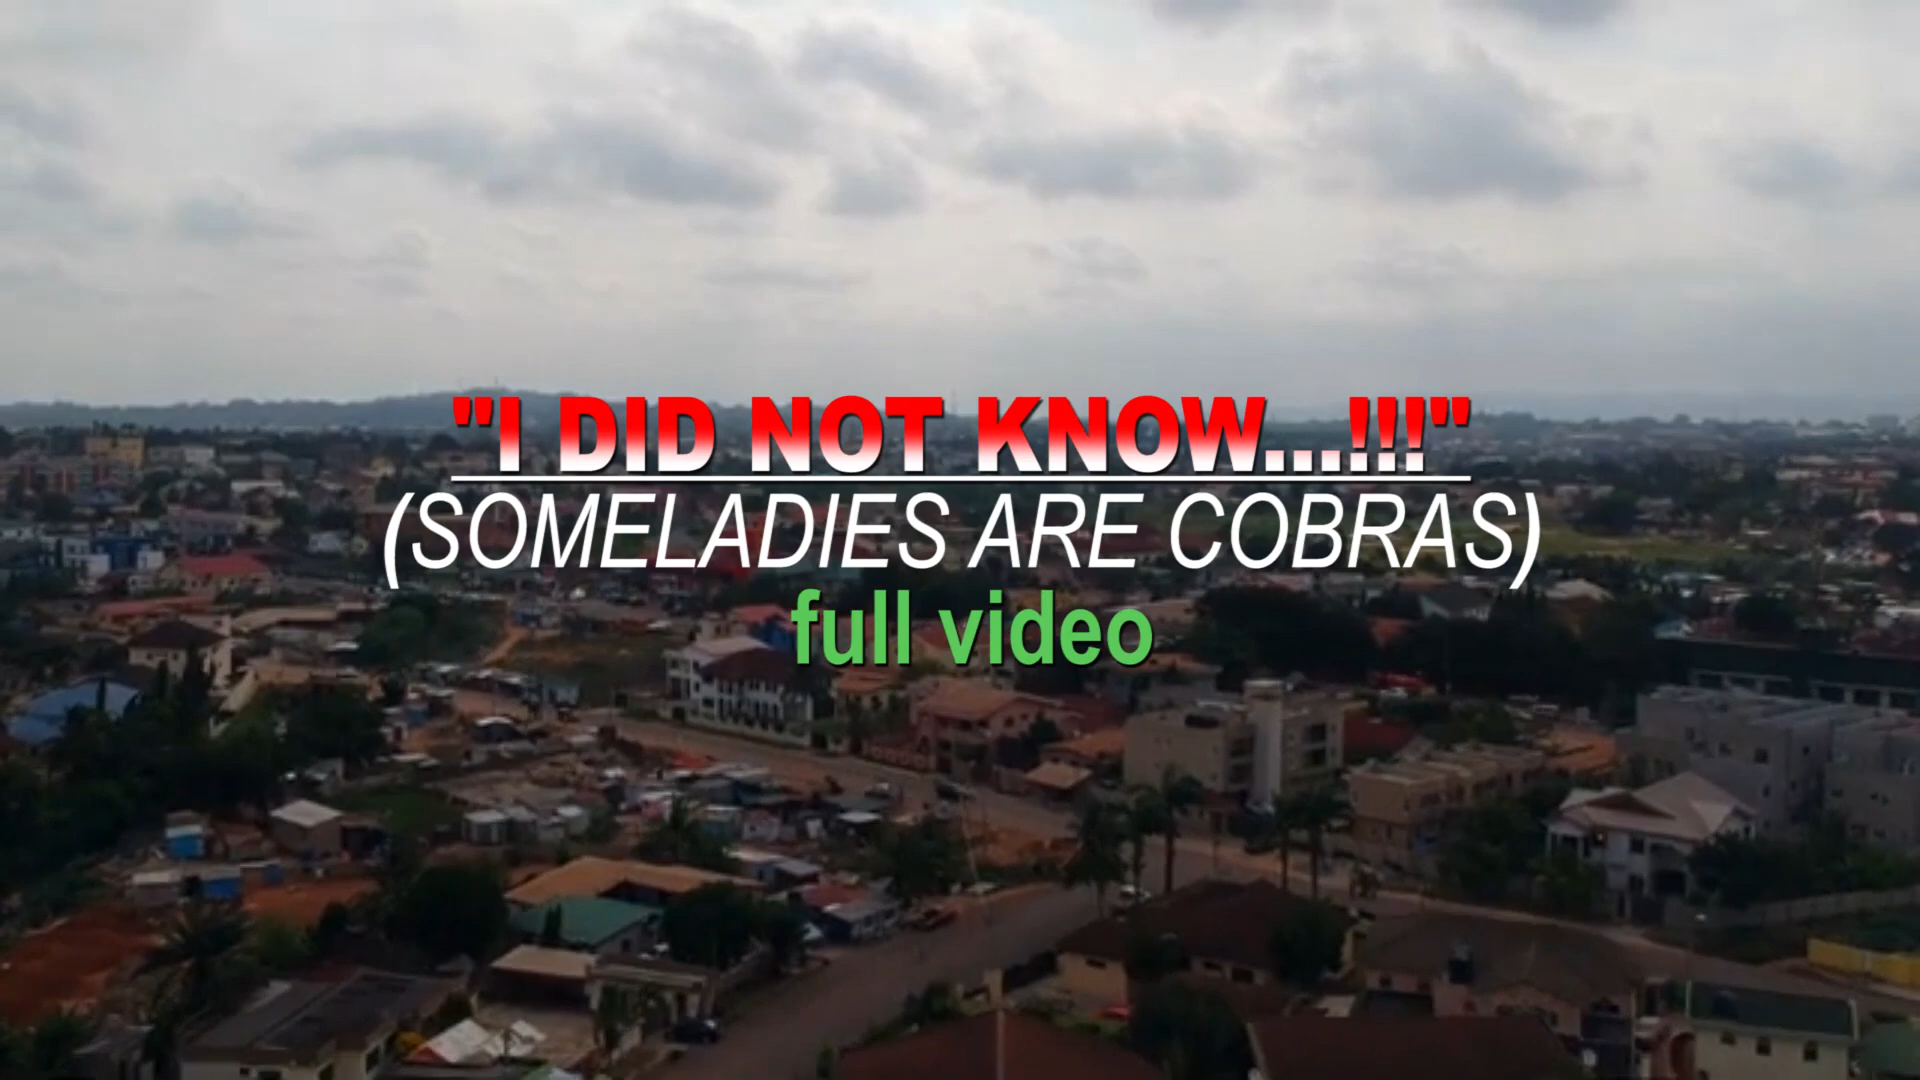 "I DID NOT KNOW...!!!"
(SOMELADIES ARE COBRAS)
full video